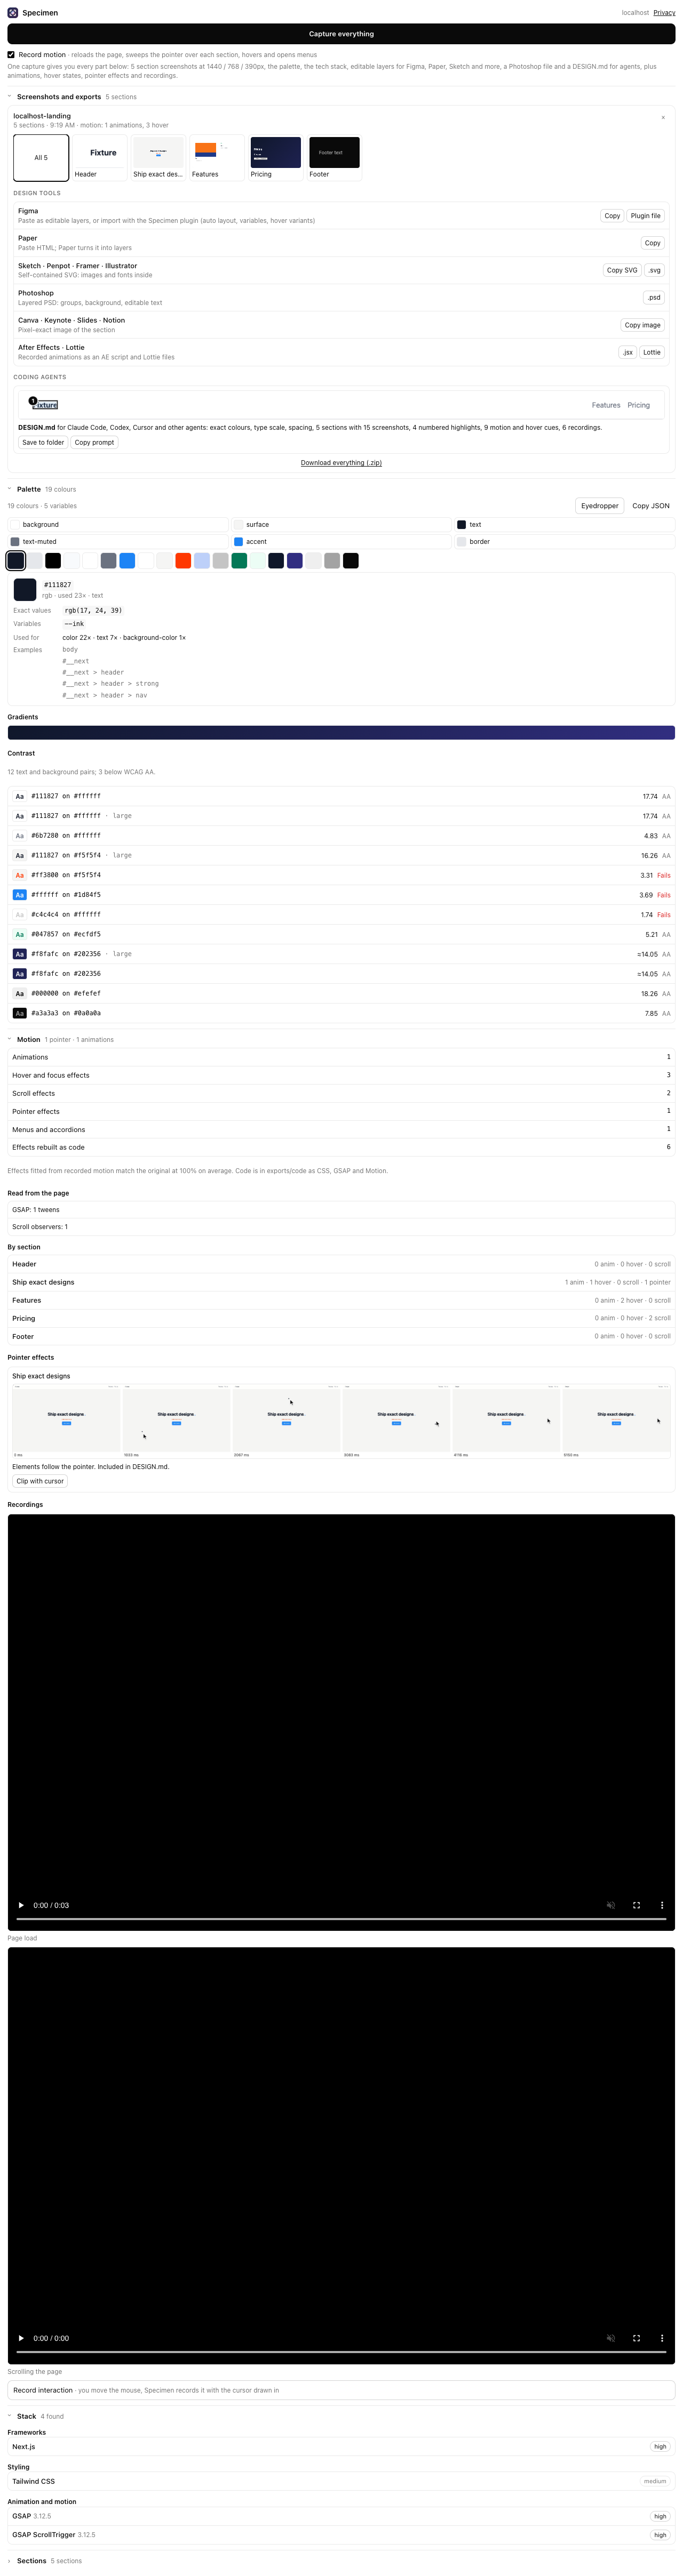 Specimen
localhost Privacy
Capture everything
Record motion · reloads the page, sweeps the pointer over each section, hovers and opens menus
One capture gives you every part below: 5 section screenshots at 1440 / 768 / 390px, the palette, the tech stack, editable layers for Figma, Paper, Sketch and more, a Photoshop file and a DESIGN.md for agents, plus
animations, hover states, pointer effects and recordings.
Screenshots and exports 5 sections
localhost-landing ×
5 sections · 9:19 AM · motion: 1 animations, 3 hover
All 5
Fixture
Header
Ship exact des...
Features
Pricing
Footer text
Footer
DESIGN TOOLS
Figma
Paste as editable layers, or import with the Specimen plugin (auto layout, variables, hover variants)
Copy Plugin file
Paper
Paste HTML; Paper turns it into layers
Copy
Sketch · Penpot · Framer · Illustrator
Self-contained SVG: images and fonts inside
Copy SVG .svg
Photoshop
Layered PSD: groups, background, editable text
.psd
Canva · Keynote · Slides · Notion
Pixel-exact image of the section
Copy image
After Effects · Lottie
Recorded animations as an AE script and Lottie files
.jsx Lottie
CODING AGENTS
1
Fixture
Features Pricing
DESIGN.md for Claude Code, Codex, Cursor and other agents: exact colours, type scale, spacing, 5 sections with 15 screenshots, 4 numbered highlights, 9 motion and hover cues, 6 recordings.
Save to folder Copy prompt
Download everything (.zip)
Palette 19 colours
19 colours · 5 variables
Eyedropper Copy JSON
background surface text
text-muted accent border
#111827
rgb · used 23× · text
Exact values rgb(17, 24, 39)
Variables --ink
Used for color 22× · text 7× · background-color 1×
Examples body
#__next
#__next > header
#__next > header > strong
#__next > header > nav
Gradients
Contrast
12 text and background pairs; 3 below WCAG AA.
Aa #111827 on #ffffff 17.74 AA
Aa #111827 on #ffffff · large 17.74 AA
Aa #6b7280 on #ffffff 4.83 AA
Aa #111827 on #f5f5f4 · large 16.26 AA
Aa #ff3800 on #f5f5f4 3.31 Fails
Aa #ffffff on #1d84f5 3.69 Fails
Aa #c4c4c4 on #ffffff 1.74 Fails
Aa #047857 on #ecfdf5 5.21 AA
Aa #f8fafc on #202356 · large ≈14.05 AA
Aa #f8fafc on #202356 ≈14.05 AA
Aa #000000 on #efefef 18.26 AA
Aa #a3a3a3 on #0a0a0a 7.85 AA
Motion 1 pointer · 1 animations
Animations 1
Hover and focus effects 3
Scroll effects 2
Pointer effects 1
Menus and accordions 1
Effects rebuilt as code 6
Effects fitted from recorded motion match the original at 100% on average. Code is in exports/code as CSS, GSAP and Motion.
Read from the page
GSAP: 1 tweens
Scroll observers: 1
By section
Header 0 anim · 0 hover · 0 scroll
Ship exact designs 1 anim · 1 hover · 0 scroll · 1 pointer
Features 0 anim · 2 hover · 0 scroll
Pricing 0 anim · 0 hover · 2 scroll
Footer 0 anim · 0 hover · 0 scroll
Pointer effects
Ship exact designs
Ship exact designs. Ship exact designs. Ship exact designs. Ship exact designs. Ship exact designs. Ship exact designs.
Elements follow the pointer. Included in DESIGN.md.
Clip with cursor
Recordings
0:00 / 0:03
Page load
0:00 / 0:00
Scrolling the page
Record interaction · you move the mouse, Specimen records it with the cursor drawn in
Stack 4 found
Frameworks
Next.js high
Styling
Tailwind CSS medium
Animation and motion
GSAP 3.12.5 high
GSAP ScrollTrigger 3.12.5 high
Sections 5 sections